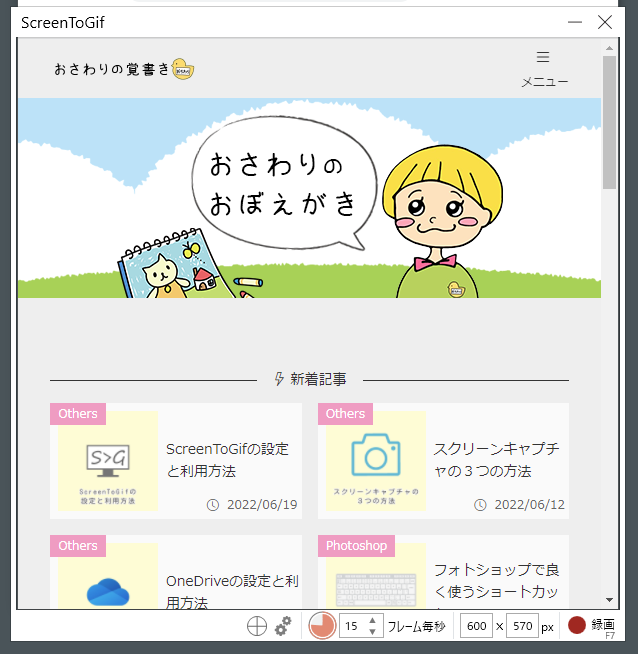 ScreenToGif
おさわりの覚書き
メニュー
おさわりの
おぼえがき
新着記事
Others
S>G
ScreenToGifの
設定と利用方法
ScreenToGifの設定
と利用方法
2022/06/19
Others
スクリーンキャプチャの
3つの方法
スクリーンキャプチ
ャの３つの方法
2022/06/12
Others
OneDriveの設定と利
用方法
Photoshop
フォトショップで良
く使うショートカッ
15
フレーム毎秒
600 x 570 px
録画
F7